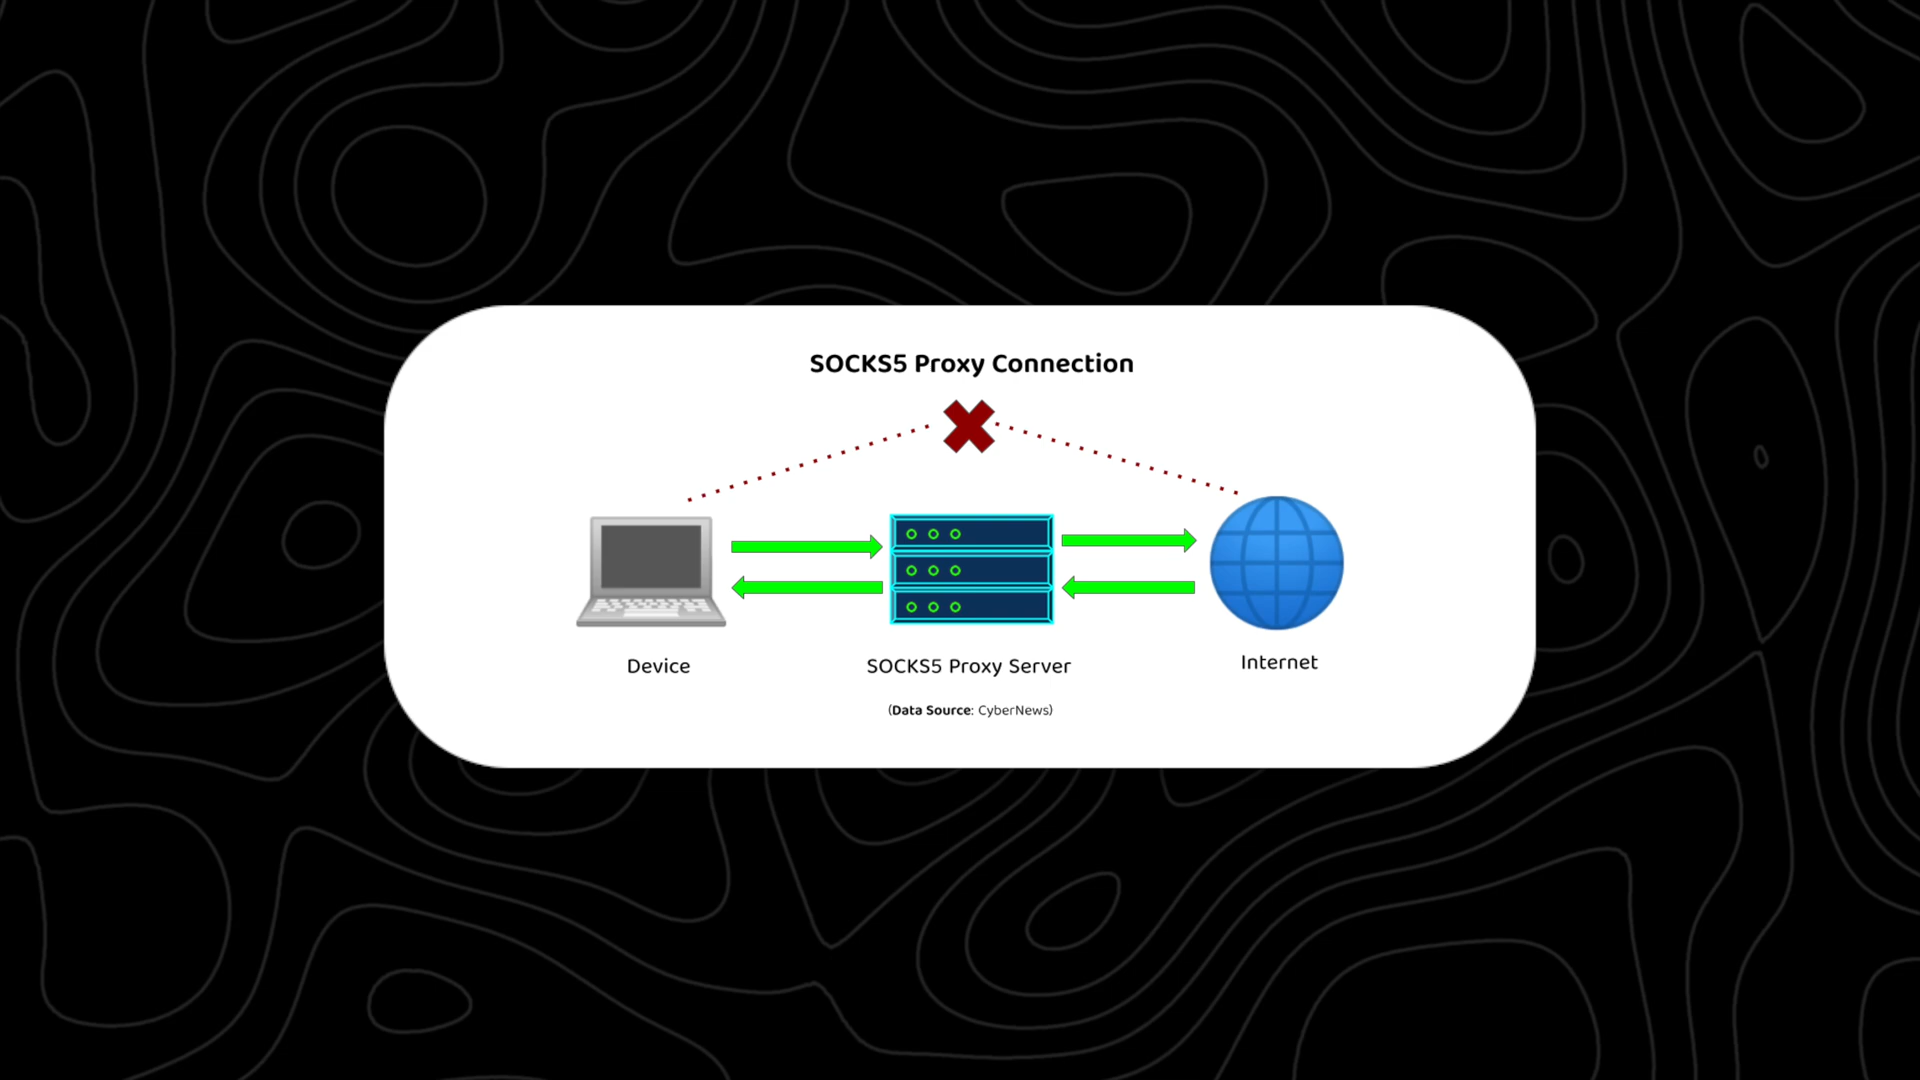 SOCKS5 Proxy Connection
Device
SOCKS5 Proxy Server
Internet
(Data Source: CyberNews)